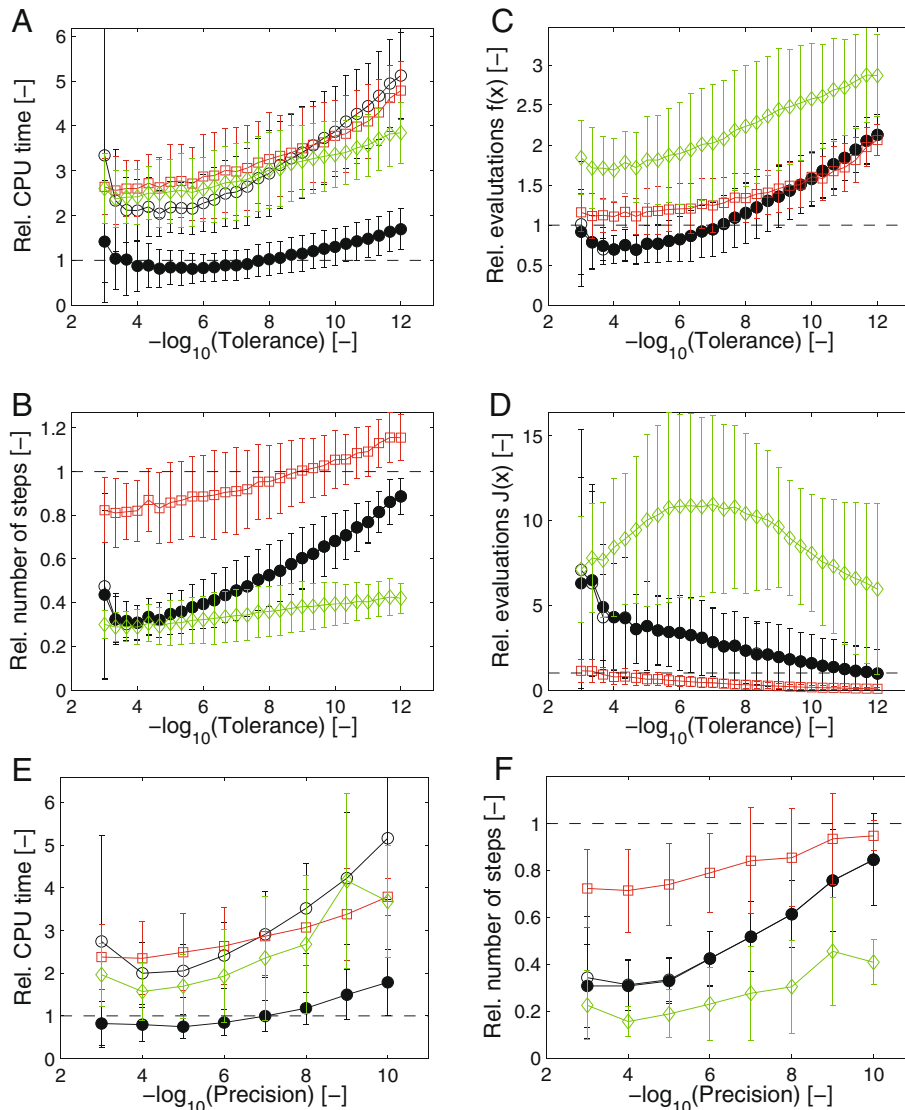 A
Rel. CPU time [–]
6
5
4
3
2
1
0
2 4 6 8 10 12
–log10(Tolerance) [–]
C
Rel. evalutations f(x) [–]
3
2.5
2
1.5
1
0.5
0
2 4 6 8 10 12
–log10(Tolerance) [–]
B
Rel. number of steps [–]
1.2
1
0.8
0.6
0.4
0.2
0
2 4 6 8 10 12
–log10(Tolerance) [–]
D
Rel. evaluations J(x) [–]
15
10
5
0
2 4 6 8 10 12
–log10(Tolerance) [–]
E
Rel. CPU time [–]
6
5
4
3
2
1
0
2 4 6 8 10
–log10(Precision) [–]
F
Rel. number of steps [–]
1
0.8
0.6
0.4
0.2
0
2 4 6 8 10
–log10(Precision) [–]